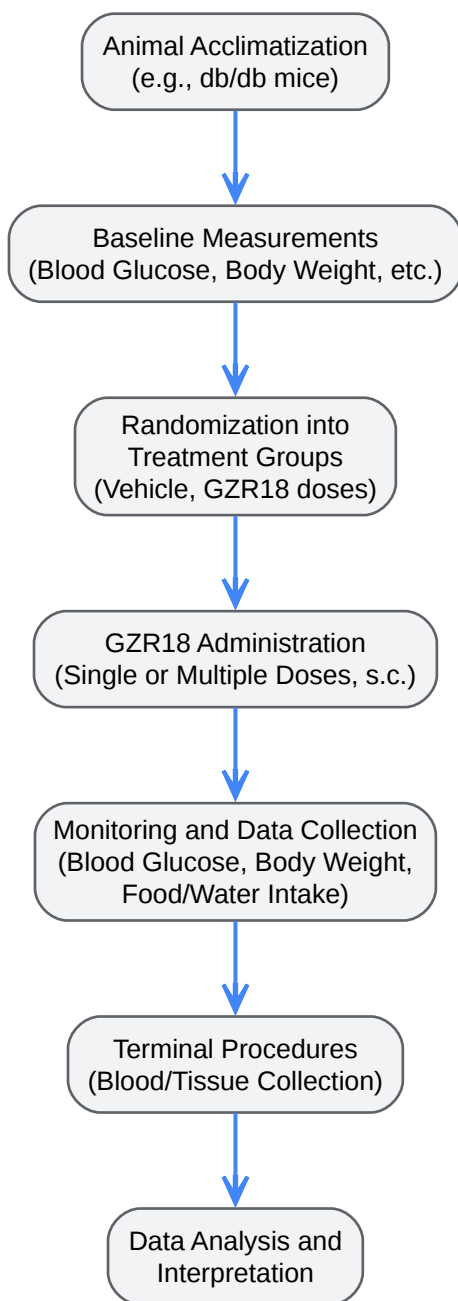 Animal Acclimatization
(e.g., db/db mice)
Baseline Measurements
(Blood Glucose, Body Weight, etc.)
Randomization into
Treatment Groups
(Vehicle, GZR18 doses)
GZR18 Administration
(Single or Multiple Doses, s.c.)
Monitoring and Data Collection
(Blood Glucose, Body Weight,
Food/Water Intake)
Terminal Procedures
(Blood/Tissue Collection)
Data Analysis and
Interpretation